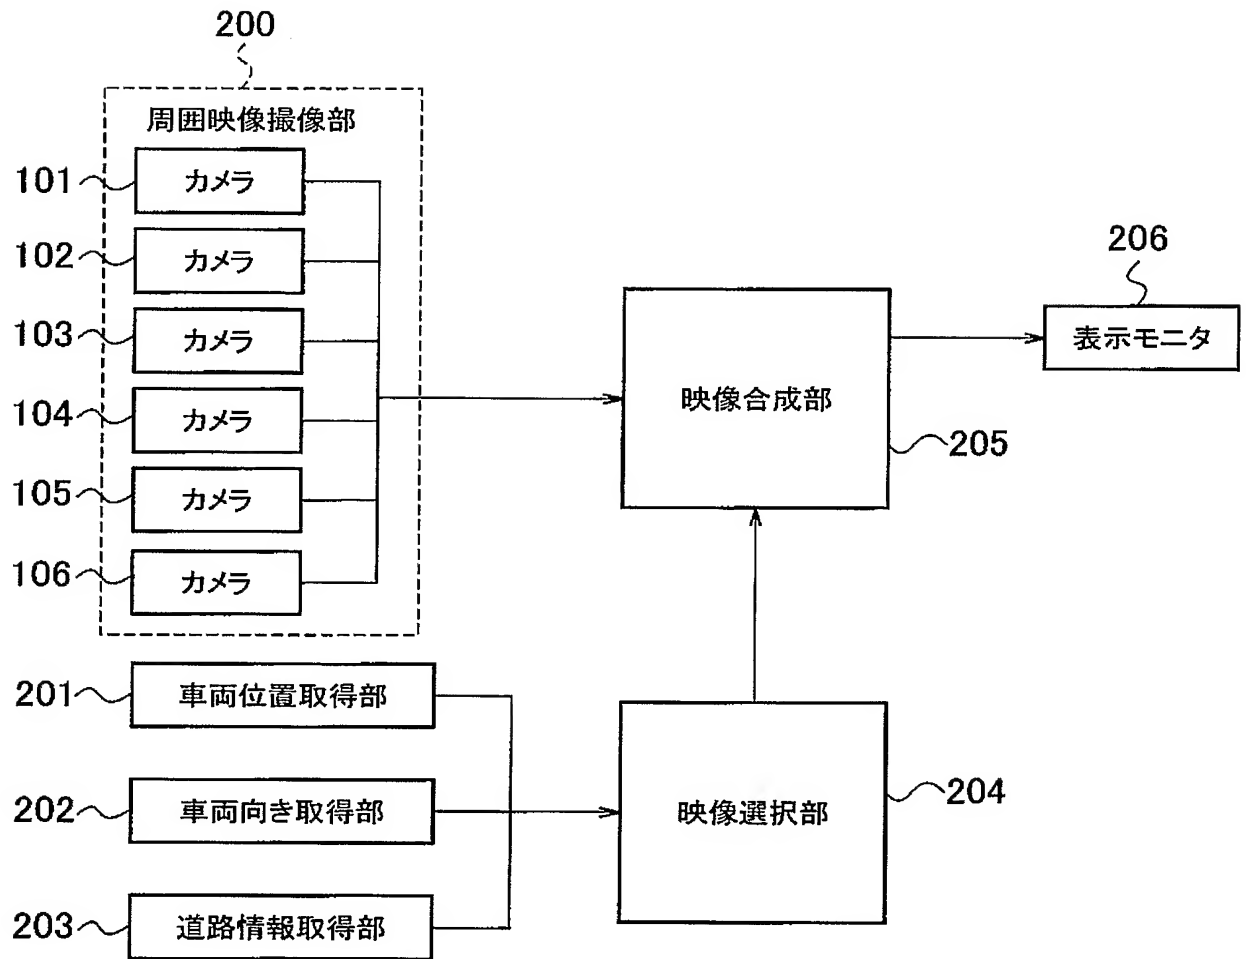 200
周囲映像撮像部
101 カメラ
102 カメラ
103 カメラ
104 カメラ
105 カメラ
106 カメラ
206
表示モニタ
映像合成部
205
201 車両位置取得部
202 車両向き取得部
203 道路情報取得部
映像選択部
204